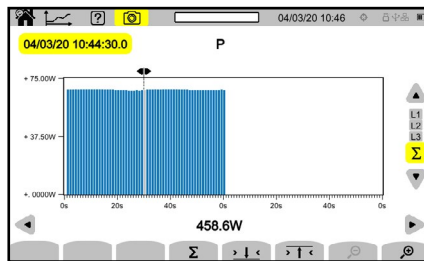 ?
04/03/20 10:46
04/03/20 10:44:30.0
P
+ 75.00W
+ 37.50W
+ .0000W
0s 20s 40s 0s 20s 40s 0s
458.6W
L1
L2
L3
Σ
Σ